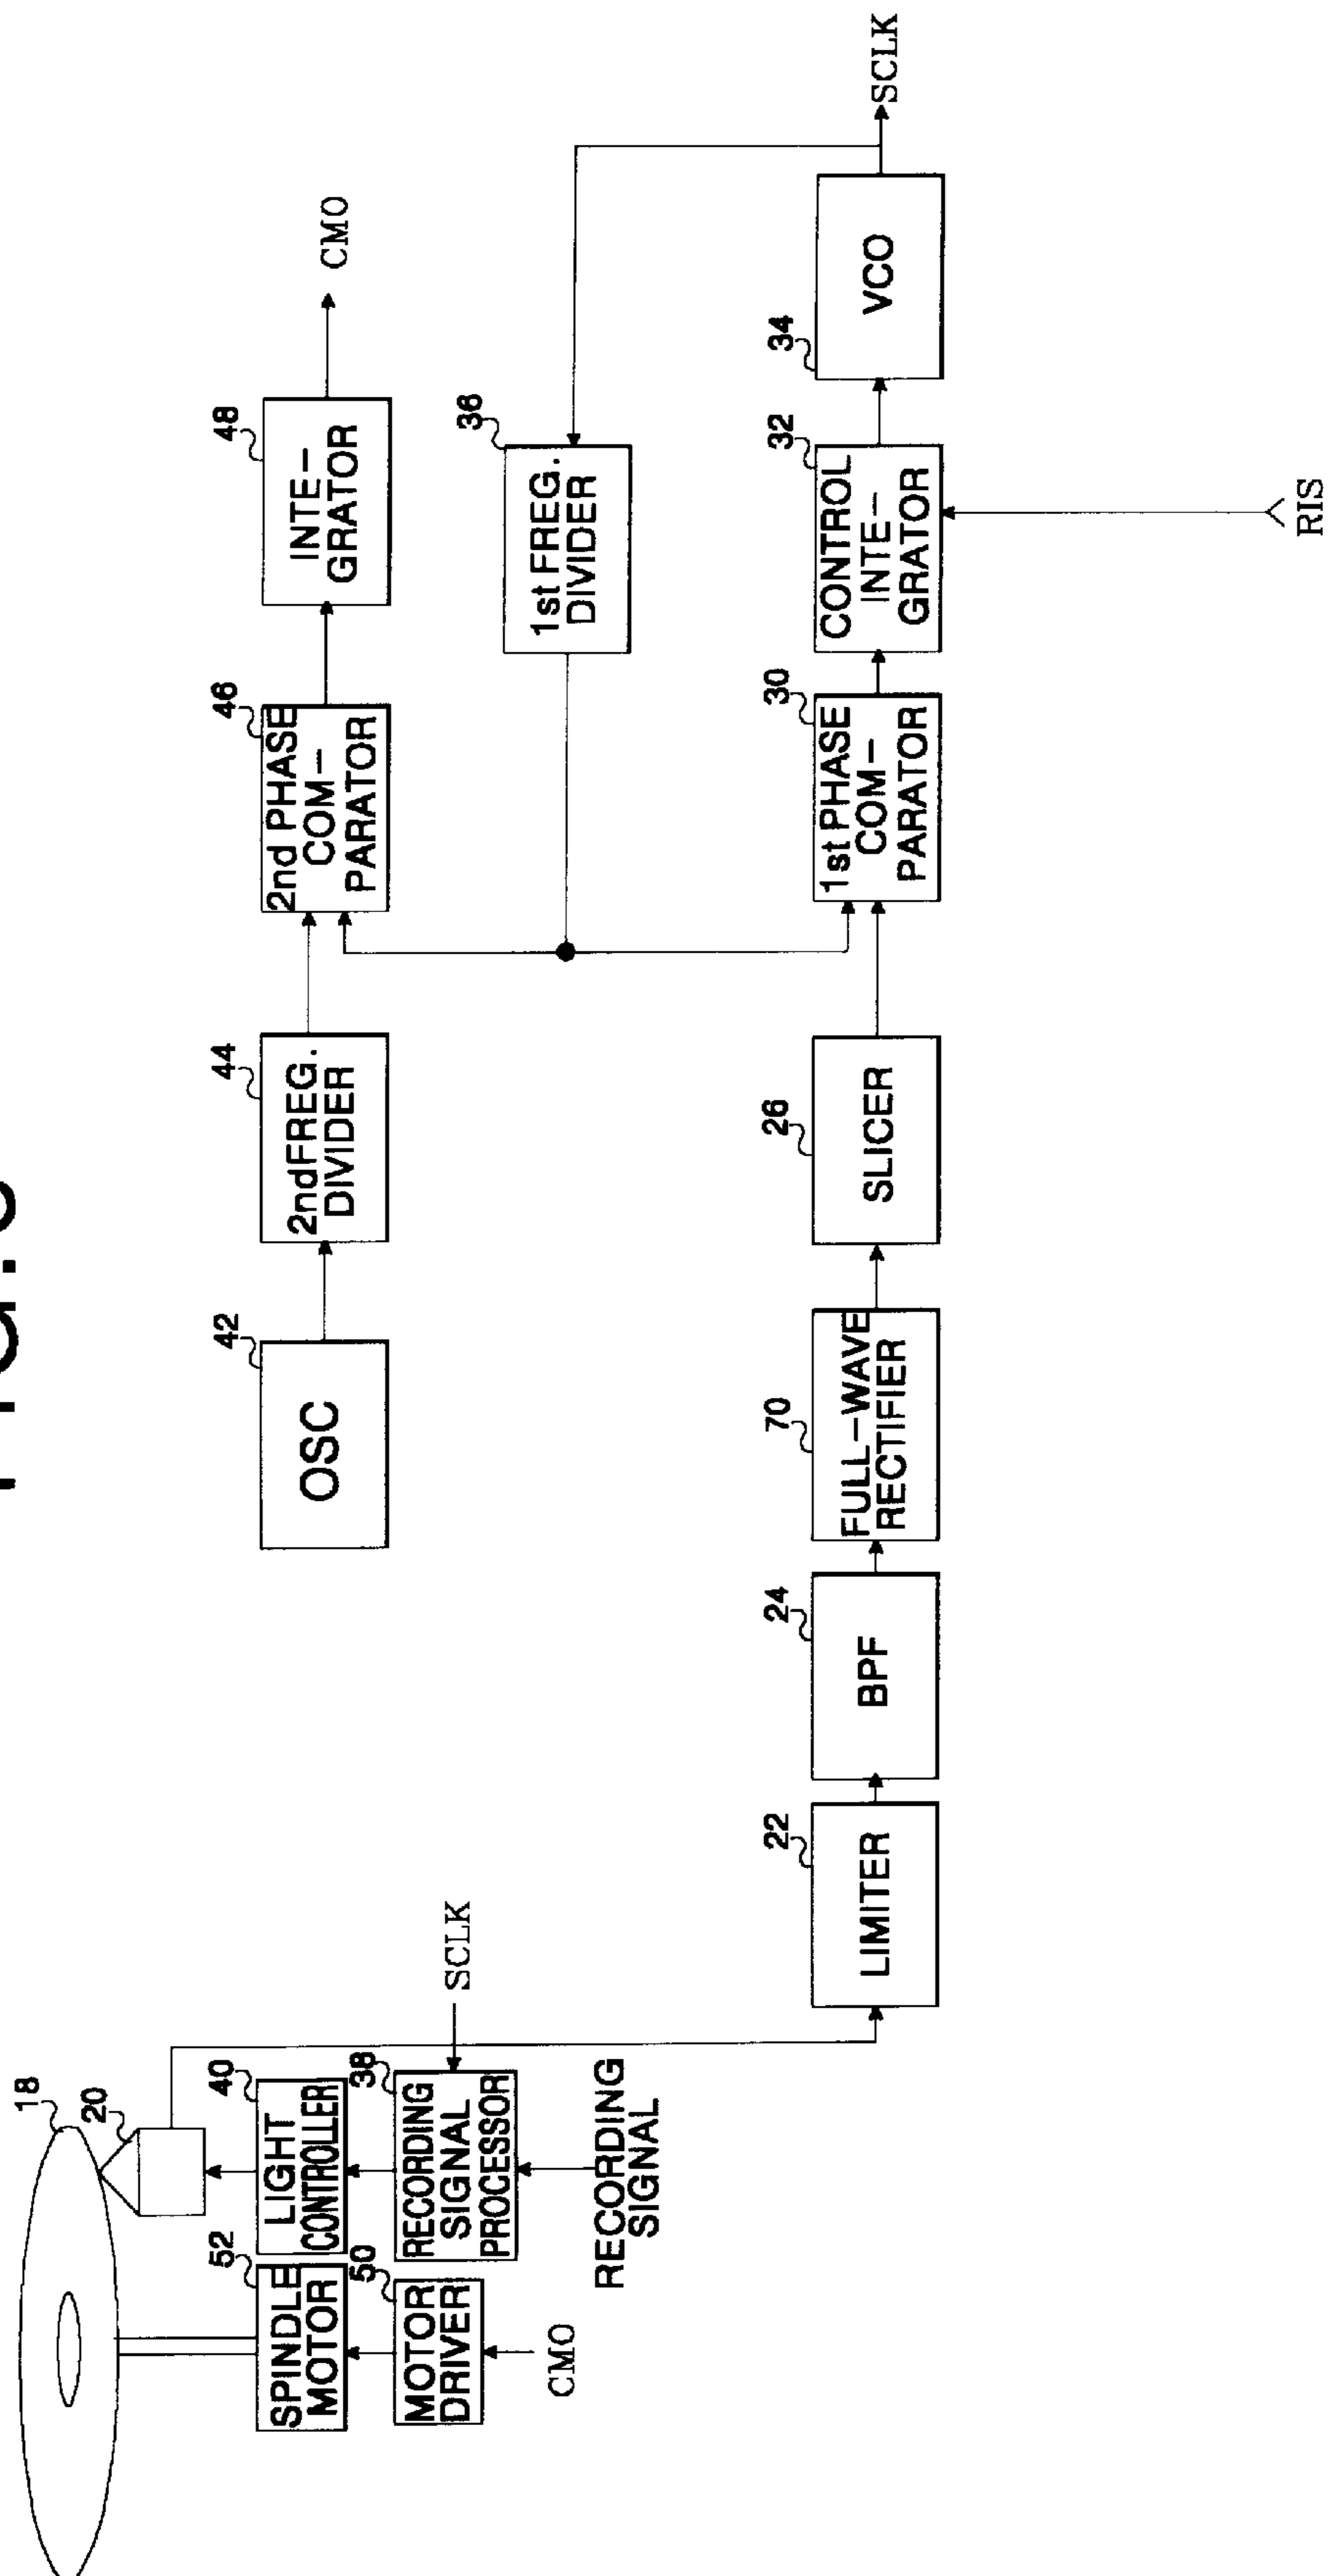 18
20
40
LIGHT
CONTROLLER
38
RECORDING
SIGNAL
PROCESSOR
SCLK
RECORDING
SIGNAL
52
SPINDLE
MOTOR
50
MOTOR
DRIVER
CMO
42
OSC
44
2ndFREG.
DIVIDER
46
2nd PHASE
COM-
PARATOR
48
INTE-
GRATOR
CMO
36
1st FREG.
DIVIDER
22
LIMITER
24
BPF
70
FULL-WAVE
RECTIFIER
26
SLICER
30
1st PHASE
COM-
PARATOR
32
CONTROL
INTE-
GRATOR
34
VCO
SCLK
RIS